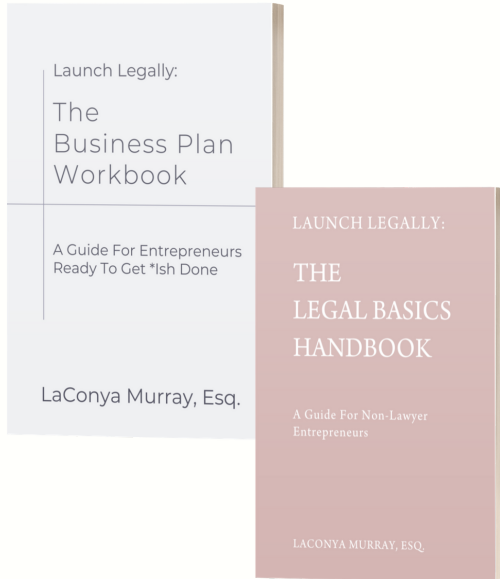 Launch Legally:
The
Business Plan
Workbook
A Guide For Entrepreneurs
Ready To Get *Ish Done
LaConya Murray, Esq.
LAUNCH LEGALLY:
THE
LEGAL BASICS
HANDBOOK
A Guide For Non-Lawyer
Entrepreneurs
LACONYA MURRAY, ESQ.